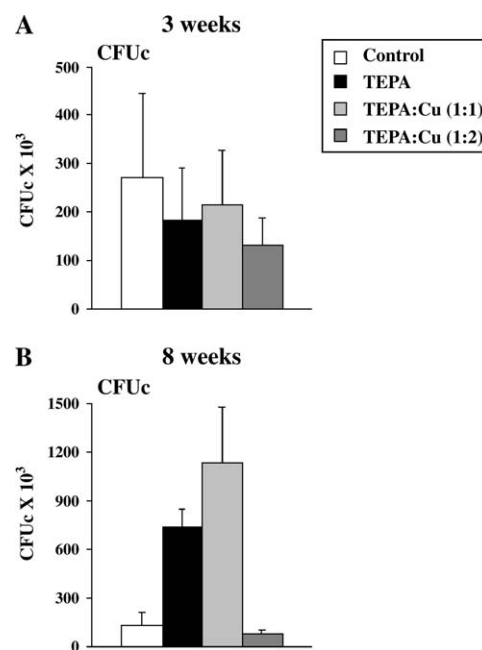 A
3 weeks
CFUc
Control
TEPA
TEPA:Cu (1:1)
TEPA:Cu (1:2)
CFUc X 10³
500
400
300
200
100
0
B
8 weeks
CFUc
CFUc X 10³
1500
1200
900
600
300
0